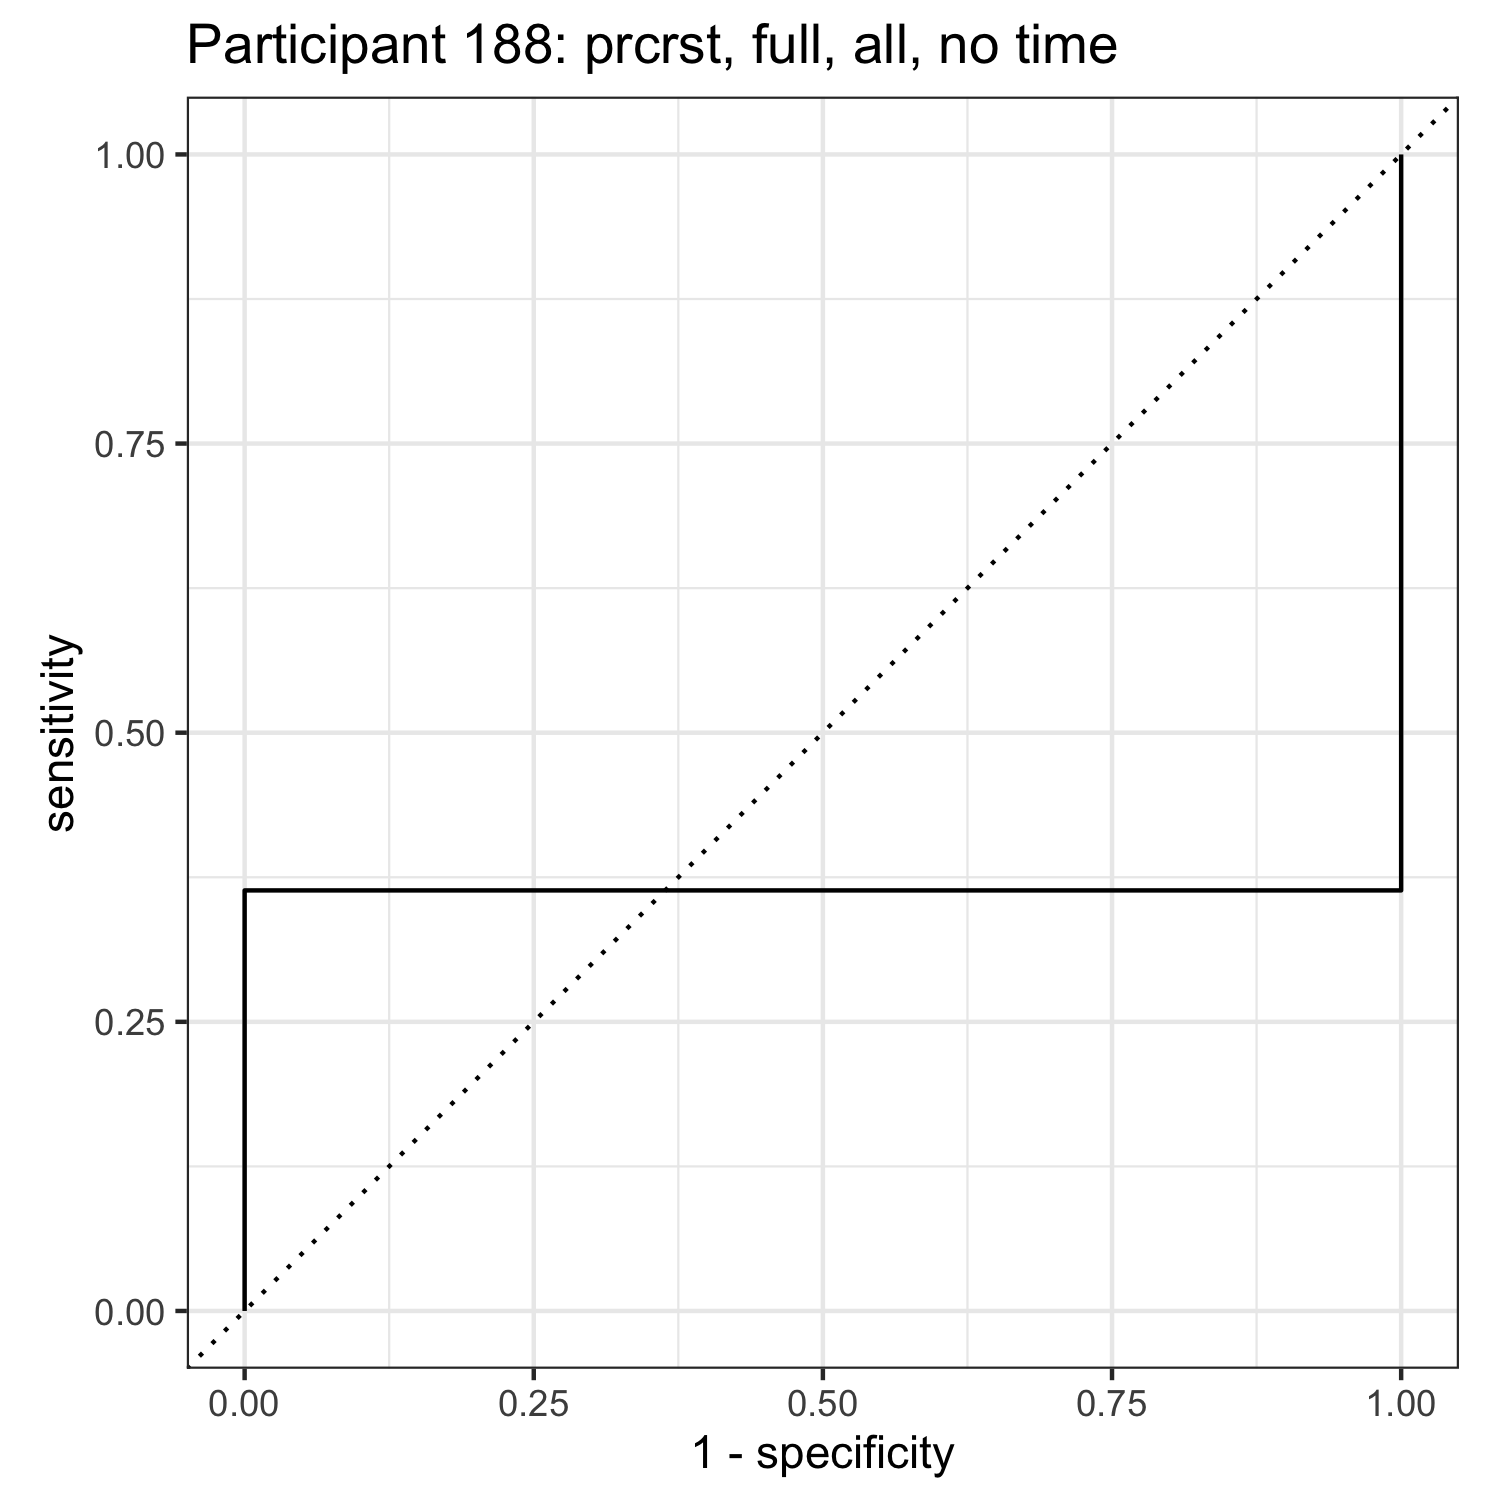 Participant 188: prcrst, full, all, no time
1.00
0.75
0.50
0.25
0.00
sensitivity
0.00 0.25 0.50 0.75 1.00
1 - specificity